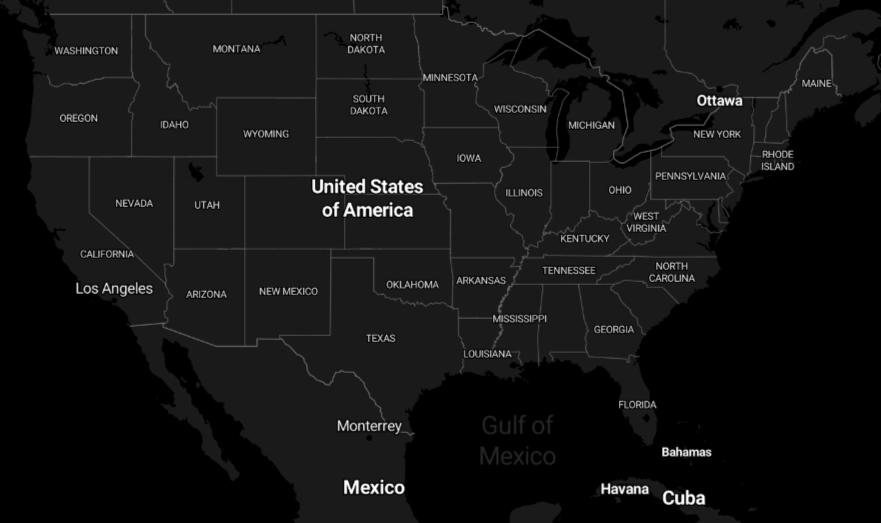 WASHINGTON
MONTANA
NORTH
DAKOTA
MINNESOTA
MAINE
OREGON
IDAHO
WYOMING
SOUTH
DAKOTA
WISCONSIN
MICHIGAN
Ottawa
NEW YORK
IOWA
RHODE
ISLAND
NEVADA
UTAH
United States
of America
ILLINOIS
OHIO
PENNSYLVANIA
WEST
VIRGINIA
KENTUCKY
CALIFORNIA
Los Angeles
ARIZONA
NEW MEXICO
OKLAHOMA
ARKANSAS
TENNESSEE
NORTH
CAROLINA
TEXAS
MISSISSIPPI
GEORGIA
LOUISIANA
FLORIDA
Monterrey
Gulf of
Mexico
Bahamas
Mexico
Havana
Cuba